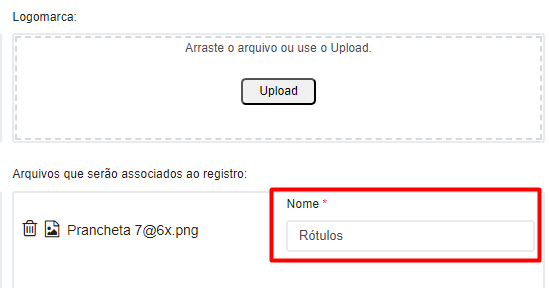 Logomarca:
Arraste o arquivo ou use o Upload.
Upload
Arquivos que serão associados ao registro:
Nome *
Prancheta 7@6x.png
Rótulos